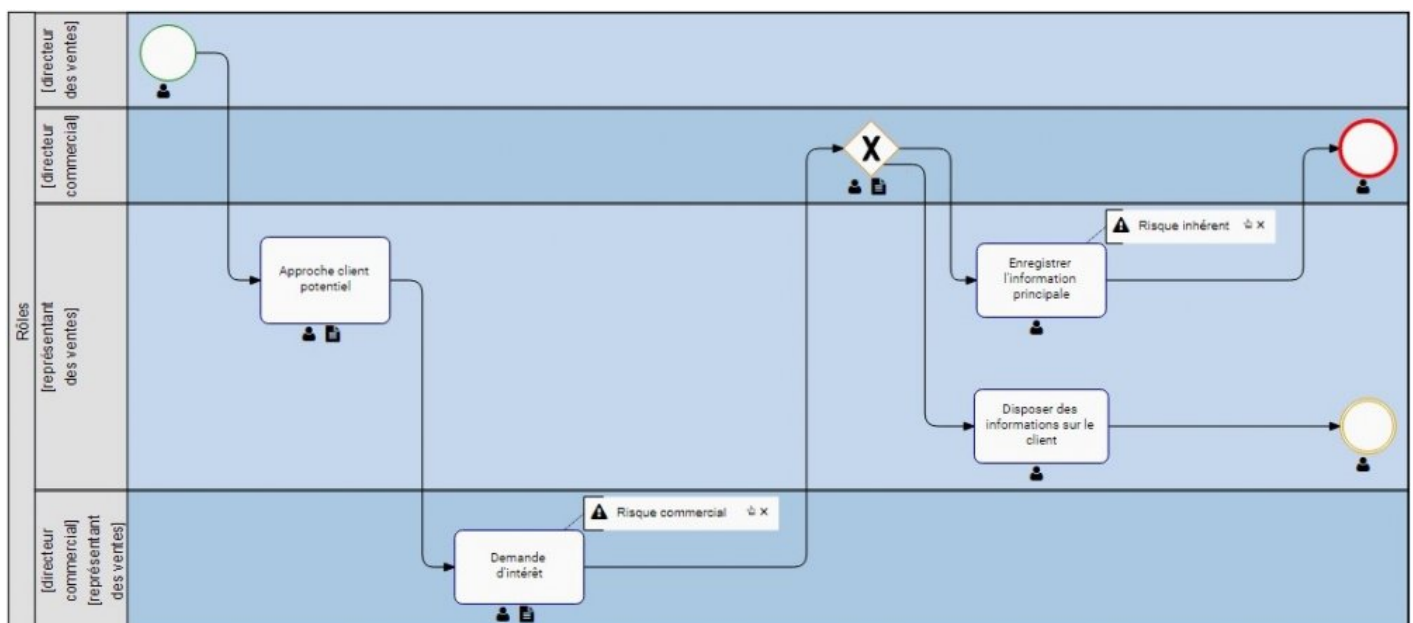 Rôles
[directeur
des ventes]
[directeur
commercial]
X
Risque inhérent
Approche client
potentiel
Enregistrer
l'information
principale
[représentant
des ventes]
Disposer des
informations sur le
client
Risque commercial
[directeur
commercial]
[représentant
des ventes]
Demande
d'intérêt